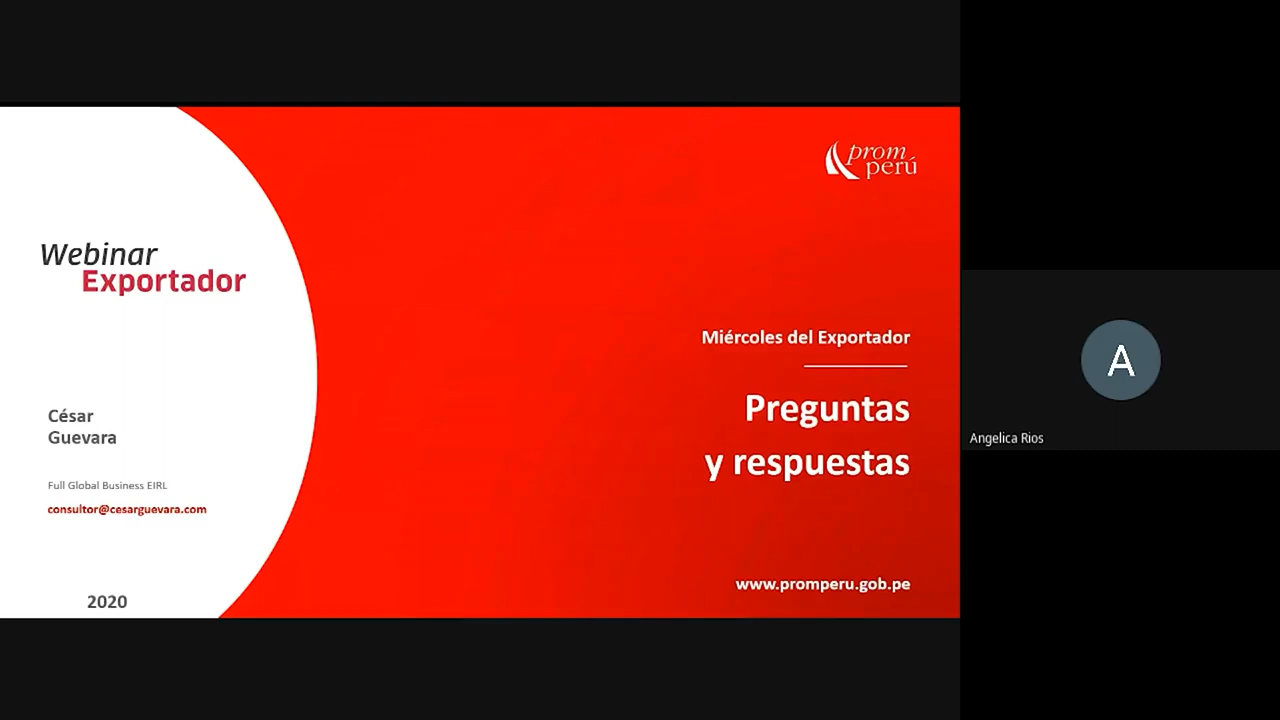 Webinar
Exportador
César
Guevara
Full Global Business EIRL
consultor@cesarguevara.com
2020
prom
perú
Miércoles del Exportador
Preguntas
y respuestas
www.promperu.gob.pe
A
Angelica Rios